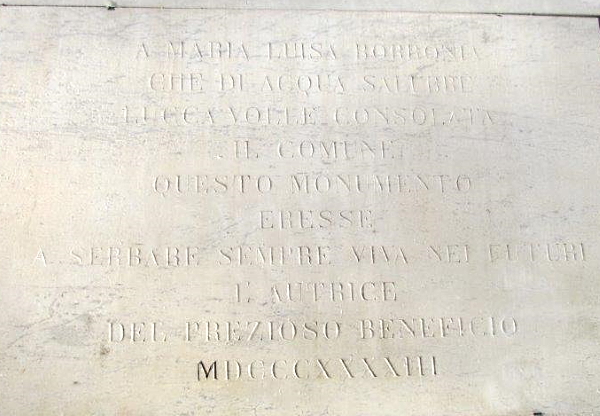 A MARIA LUISA BORBONIA
CHE DI ACQUA SALUBRE
LUCCA VOLLE CONSOLATA
IL COMUNE
QUESTO MONUMENTO
ERESSE
A SERBARE SEMPRE VIVA NEI FUTURI
L' AUTRICE
DEL PREZIOSO BENEFICIO
MDCCCXXXXIII